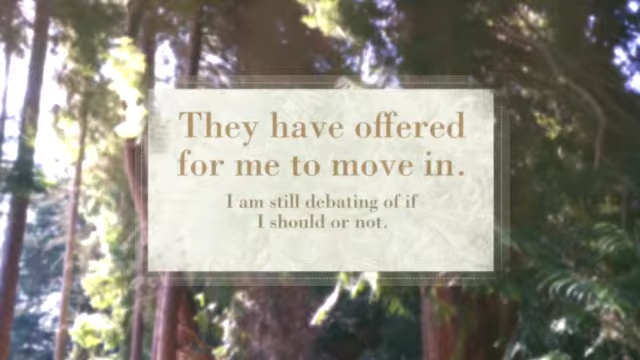 They have offered
for me to move in.
I am still debating of if
I should or not.